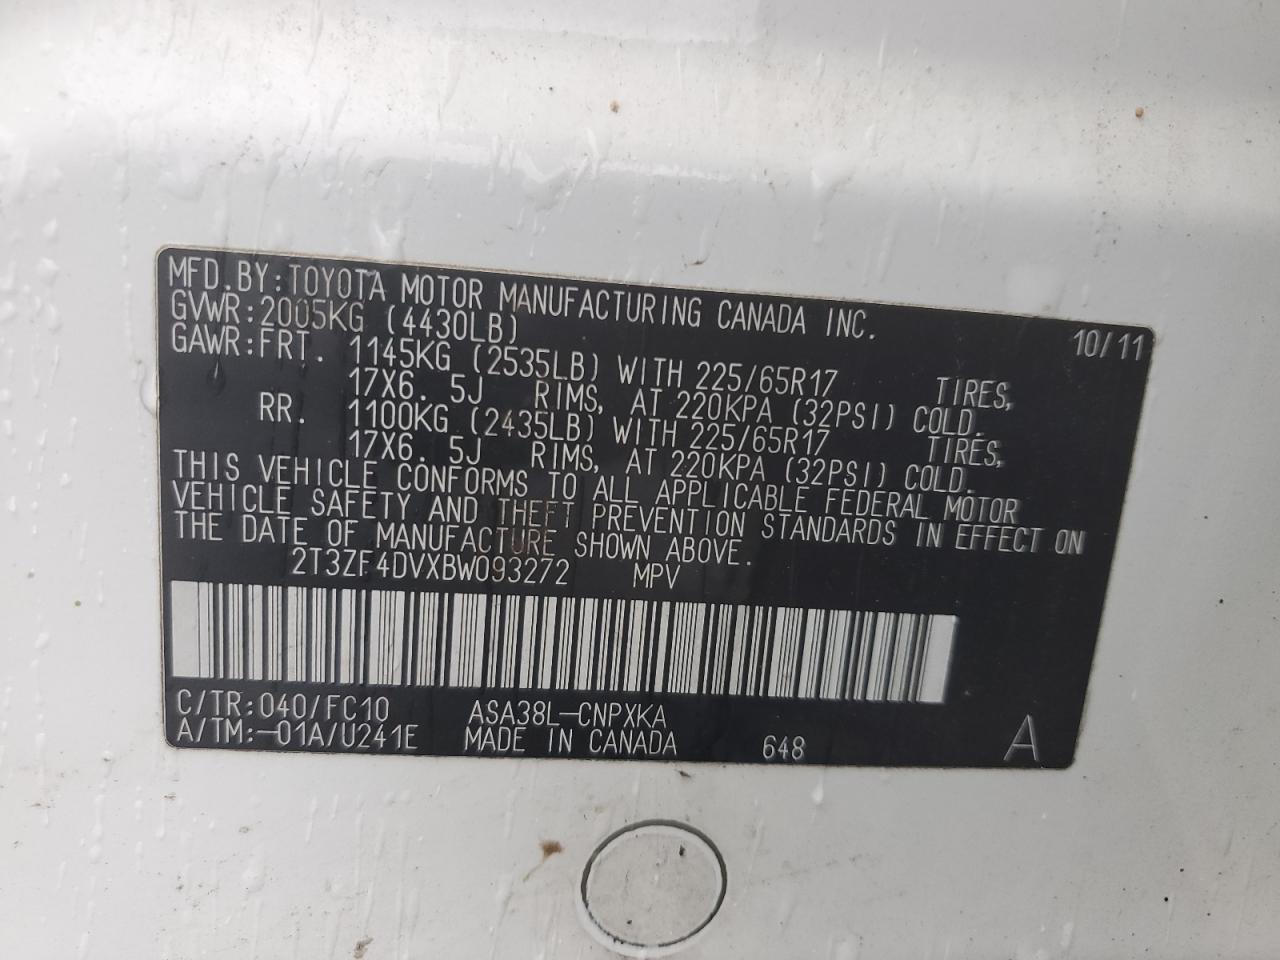 MFD.BY:TOYOTA MOTOR MANUFACTURING CANADA INC. 10/11
GVWR:2005KG (4430LB)
GAWR:FRT. 1145KG (2535LB) WITH 225/65R17 TIRES,
17X6. 5J RIMS, AT 220KPA (32PSI) COLD.
RR. 1100KG (2435LB) WITH 225/65R17 TIRES,
17X6. 5J RIMS, AT 220KPA (32PSI) COLD.
THIS VEHICLE CONFORMS TO ALL APPLICABLE FEDERAL MOTOR
VEHICLE SAFETY AND THEFT PREVENTION STANDARDS IN EFFECT ON
THE DATE OF MANUFACTURE SHOWN ABOVE.
2T3ZF4DVXBW093272 MPV
C/TR:040/FC10 ASA38L-CNPXKA
A/TM:-01A/U241E MADE IN CANADA 648 A